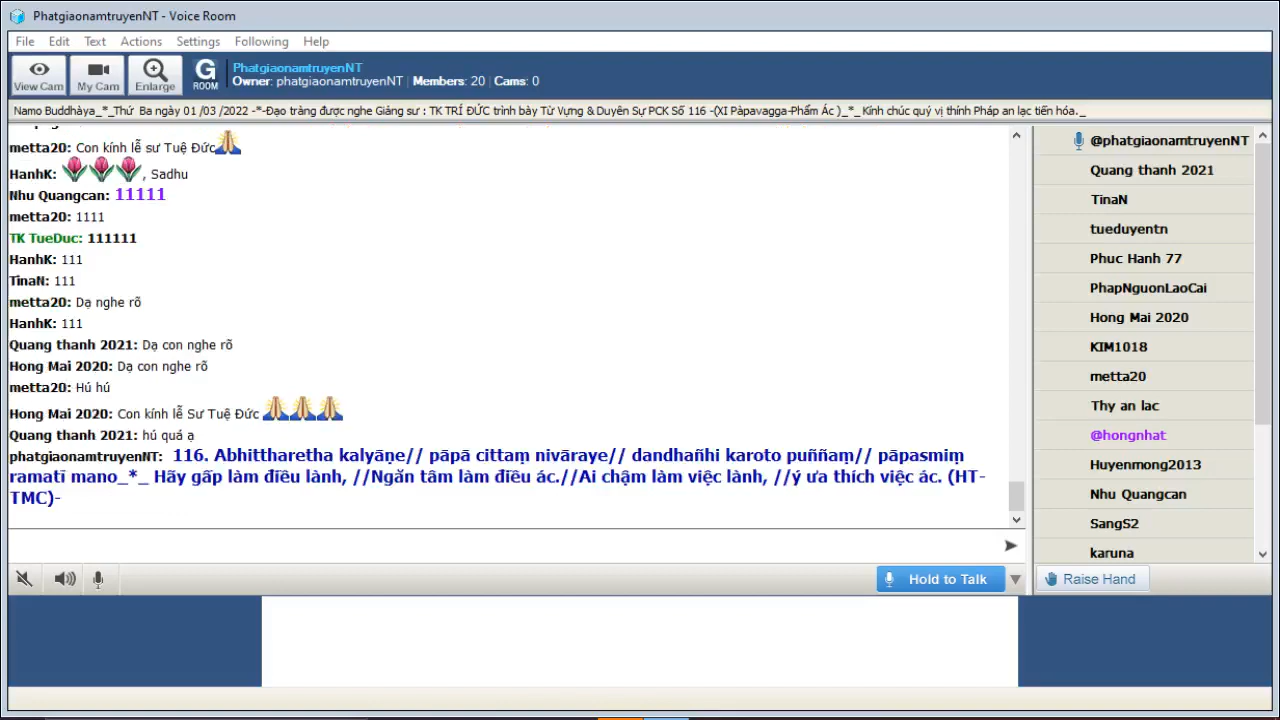 PhatgiaonamtruyenNT - Voice Room
File Edit Text Actions Settings Following Help
View Cam My Cam Enlarge G ROOM
PhatgiaonamtruyenNT
Owner: phatgiaonamtruyenNT | Members: 20 | Cams: 0
Namo Buddhàya_*_Thứ Ba ngày 01 /03 /2022 -*-Đạo tràng được nghe Giảng sư : TK TRÍ ĐỨC trình bày Từ Vựng & Duyên Sự PCK Số 116 -(XI Pàpavagga-Phẩm Ác )_*_Kính chúc quý vị thính Pháp an lạc tiến hóa._
metta20: Con kính lễ sư Tuệ Đức
HanhK: , Sadhu
Nhu Quangcan: 11111
metta20: 1111
TK TueDuc: 111111
HanhK: 111
TinaN: 111
metta20: Dạ nghe rõ
HanhK: 111
Quang thanh 2021: Dạ con nghe rõ
Hong Mai 2020: Dạ con nghe rõ
metta20: Hú hú
Hong Mai 2020: Con kính lễ Sư Tuệ Đức
Quang thanh 2021: hú quá ạ
phatgiaonamtruyenNT: 116. Abhittharetha kalyāṇe// pāpā cittaṃ nivāraye// dandhañhi karoto puññaṃ// pāpasmiṃ
ramatī mano_*_ Hãy gấp làm điều lành, //Ngăn tâm làm điều ác.//Ai chậm làm việc lành, //ý ưa thích việc ác. (HT-
TMC)-
@phatgiaonamtruyenNT
Quang thanh 2021
TinaN
tueduyentn
Phuc Hanh 77
PhapNguonLaoCai
Hong Mai 2020
KIM1018
metta20
Thy an lac
@hongnhat
Huyenmong2013
Nhu Quangcan
SangS2
karuna
Hold to Talk
Raise Hand